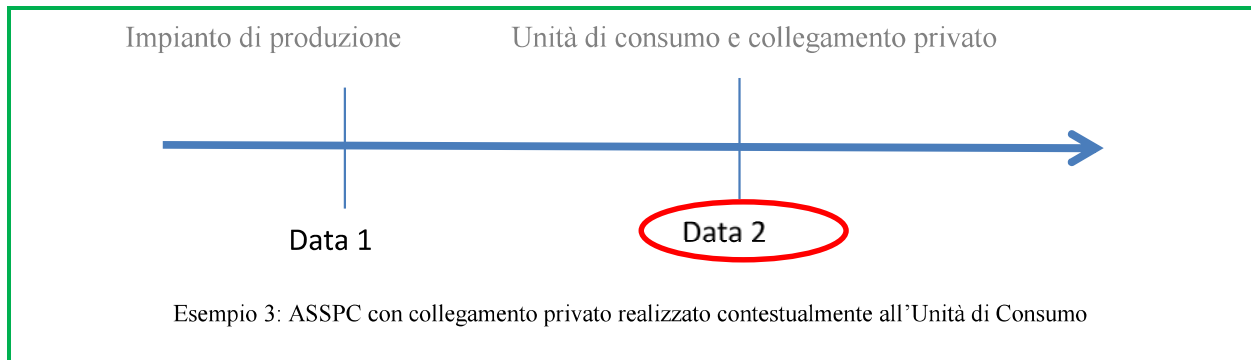 Impianto di produzione
Unità di consumo e collegamento privato
Data 1
Data 2
Esempio 3: ASSPC con collegamento privato realizzato contestualmente all’Unità di Consumo